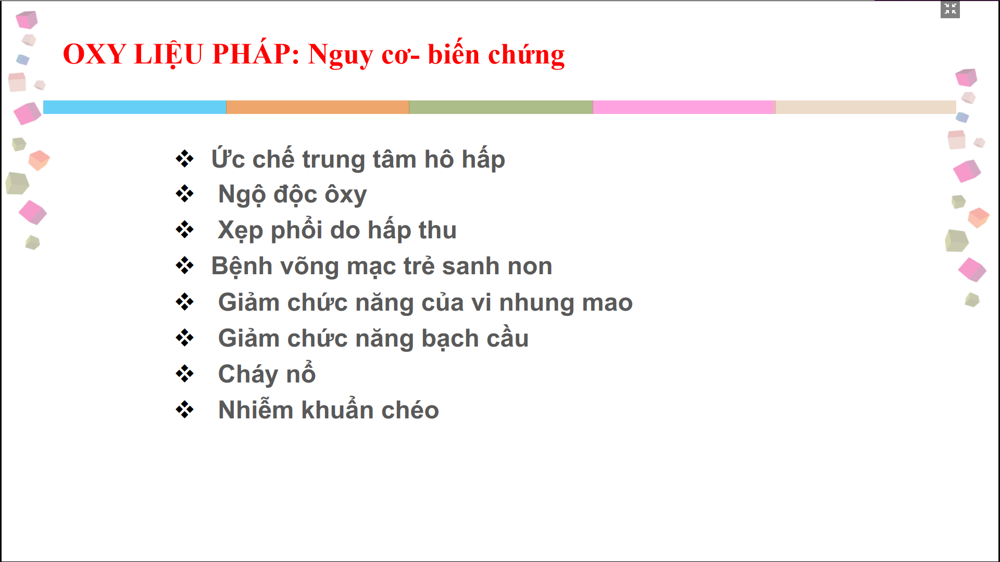 OXY LIỆU PHÁP: Nguy cơ- biến chứng
❖ Ức chế trung tâm hô hấp
❖ Ngộ độc ôxy
❖ Xẹp phổi do hấp thu
❖ Bệnh võng mạc trẻ sanh non
❖ Giảm chức năng của vi nhung mao
❖ Giảm chức năng bạch cầu
❖ Cháy nổ
❖ Nhiễm khuẩn chéo